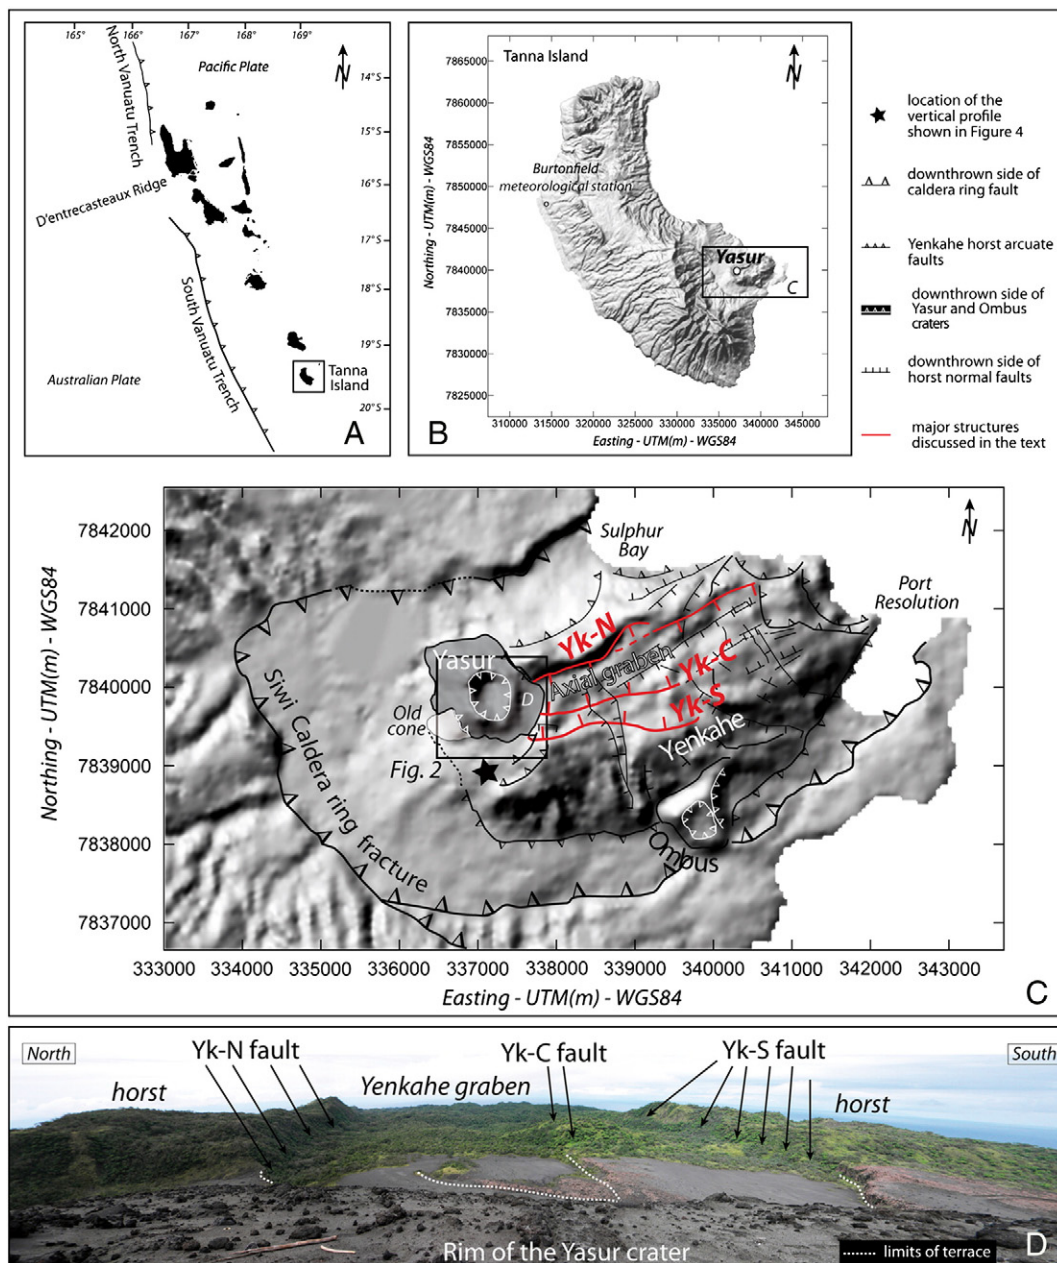 165°
166°
167°
168°
169°
North Vanuatu Trench
Pacific Plate
N
14°S
15°S
16°S
17°S
18°S
19°S
20°S
D'entrecasteaux Ridge
South Vanuatu Trench
Australian Plate
Tanna
Island
A
Tanna Island
N
7865000
7860000
7855000
7850000
7845000
7840000
7835000
7830000
7825000
Northing - UTM(m) - WGS84
Burtonfield
meteorological station
Yasur
C
310000 315000 320000 325000 330000 335000 340000 345000
Easting - UTM(m) - WGS84
B
location of the
vertical profile
shown in Figure 4
downthrown side of
caldera ring fault
Yenkahe horst arcuate
faults
downthrown side of
Yasur and Ombus
craters
downthrown side of
horst normal faults
major structures
discussed in the text
7842000
7841000
7840000
7839000
7838000
7837000
Northing - UTM(m) - WGS84
Sulphur
Bay
N
Port
Resolution
Yk-N
Axial graben
Yk-C
Yk-S
Yasur
D
Old
cone
Fig. 2
Yenkahe
Siwi Caldera ring fracture
Ombus
333000 334000 335000 336000 337000 338000 339000 340000 341000 342000 343000
Easting - UTM(m) - WGS84
C
North
Yk-N fault
Yk-C fault
Yk-S fault
South
horst
Yenkahe graben
horst
Rim of the Yasur crater
limits of terrace
D